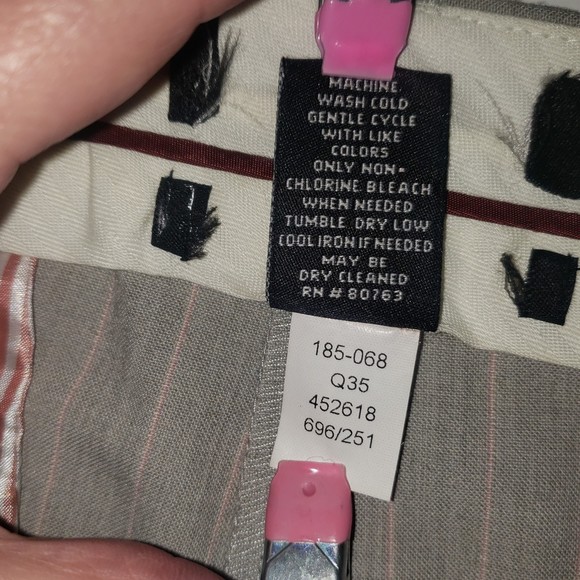 MACHINE
WASH COLD
GENTLE CYCLE
WITH LIKE
COLORS
ONLY NON-
CHLORINE BLEACH
WHEN NEEDED
TUMBLE DRY LOW
COOL IRON IF NEEDED
MAY BE
DRY CLEANED
RN # 80763
185-068
Q35
452618
696/251